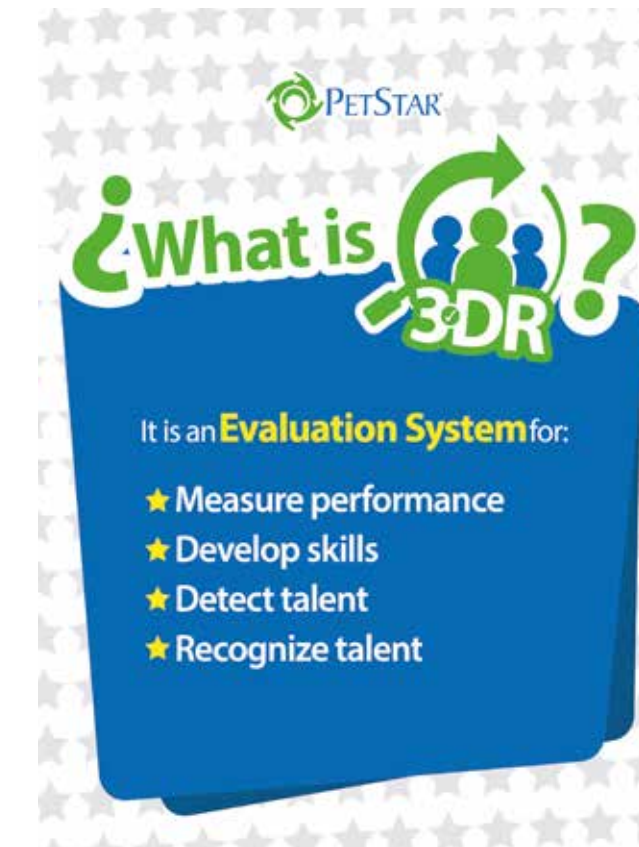 PETSTAR
¿What is
3DR ?
It is an Evaluation System for:
Measure performance
Develop skills
Detect talent
Recognize talent